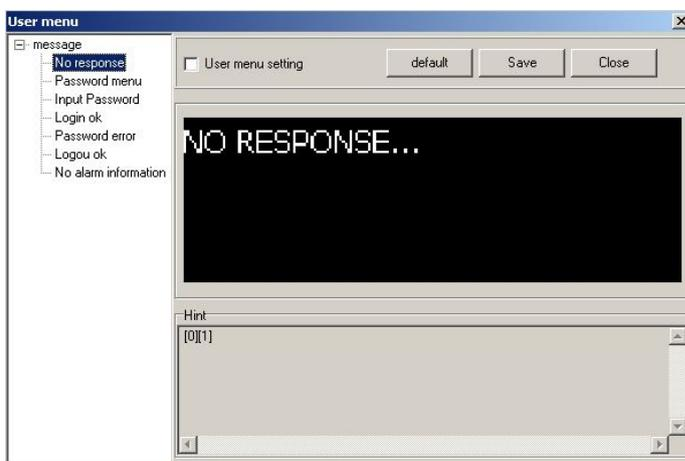 User menu
message
No response
Password menu
Input Password
Login ok
Password error
Logou ok
No alarm information
User menu setting
default
Save
Close
NO RESPONSE...
Hint
[0][1]